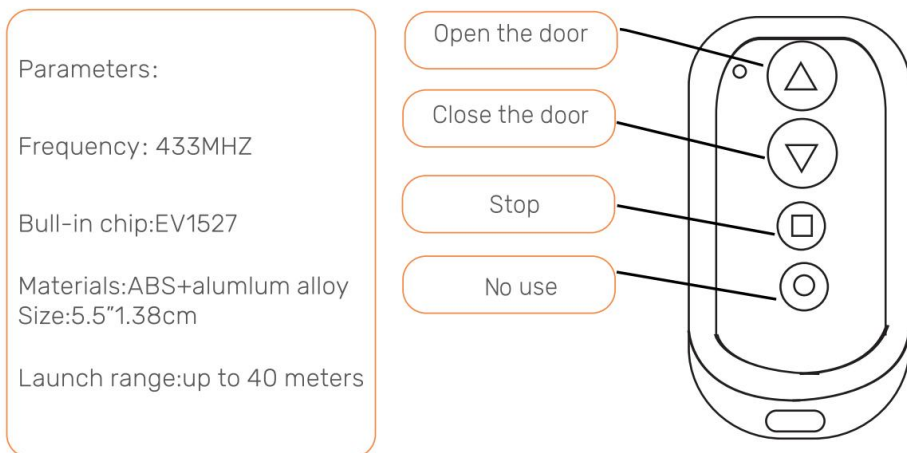 Parameters:
Frequency: 433MHZ
Bull-in chip:EV1527
Materials:ABS+alumlum alloy
Size:5.5”1.38cm
Launch range:up to 40 meters
Open the door
Close the door
Stop
No use